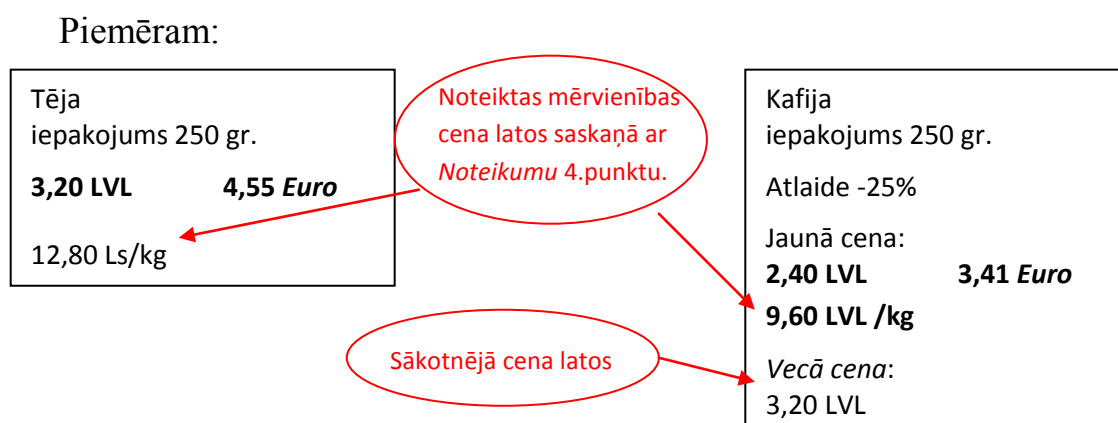 Piemēram:
Tēja
iepakojums 250 gr.
3,20 LVL 4,55 Euro
12,80 Ls/kg
Noteiktas mērvienības
cena latos saskaņā ar
Noteikumu 4.punktu.
Sākotnējā cena latos
Kafija
iepakojums 250 gr.
Atlaide -25%
Jaunā cena:
2,40 LVL 3,41 Euro
9,60 LVL /kg
Vecā cena:
3,20 LVL